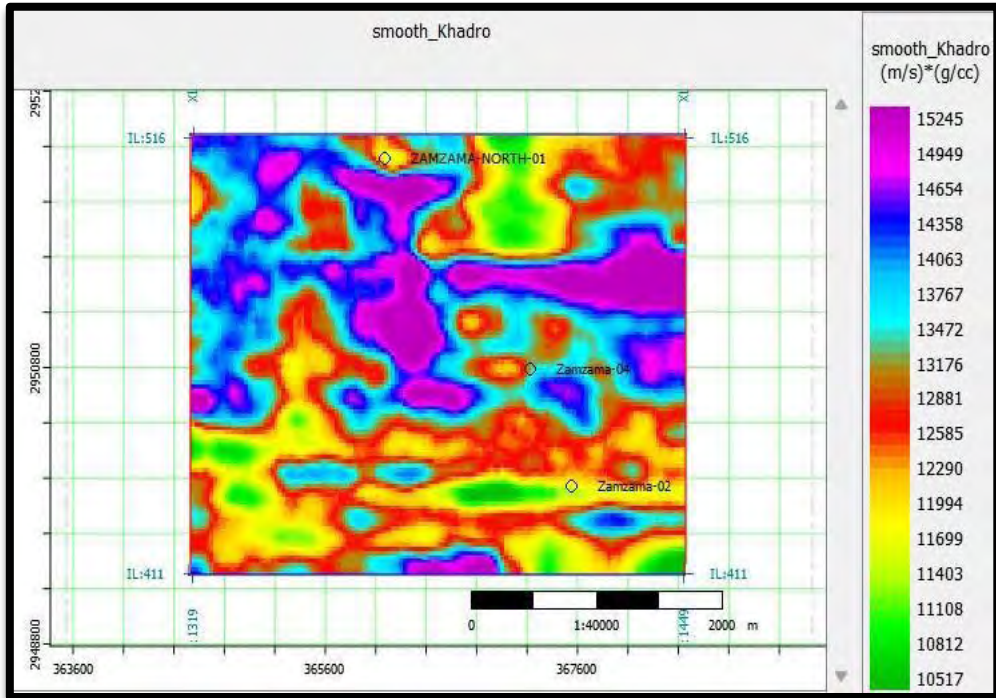 smooth_Khadro
smooth_Khadro
(m/s)*(g/cc)
2952
XI
XI
IL:516
IL:516
ZAMZAMA-NORTH-01
2950800
Zamzama-04
Zamzama-02
IL:411
IL:411
:1319
:1449
0
1:40000
2000 m
2948800
363600
365600
367600
15245
14949
14654
14358
14063
13767
13472
13176
12881
12585
12290
11994
11699
11403
11108
10812
10517